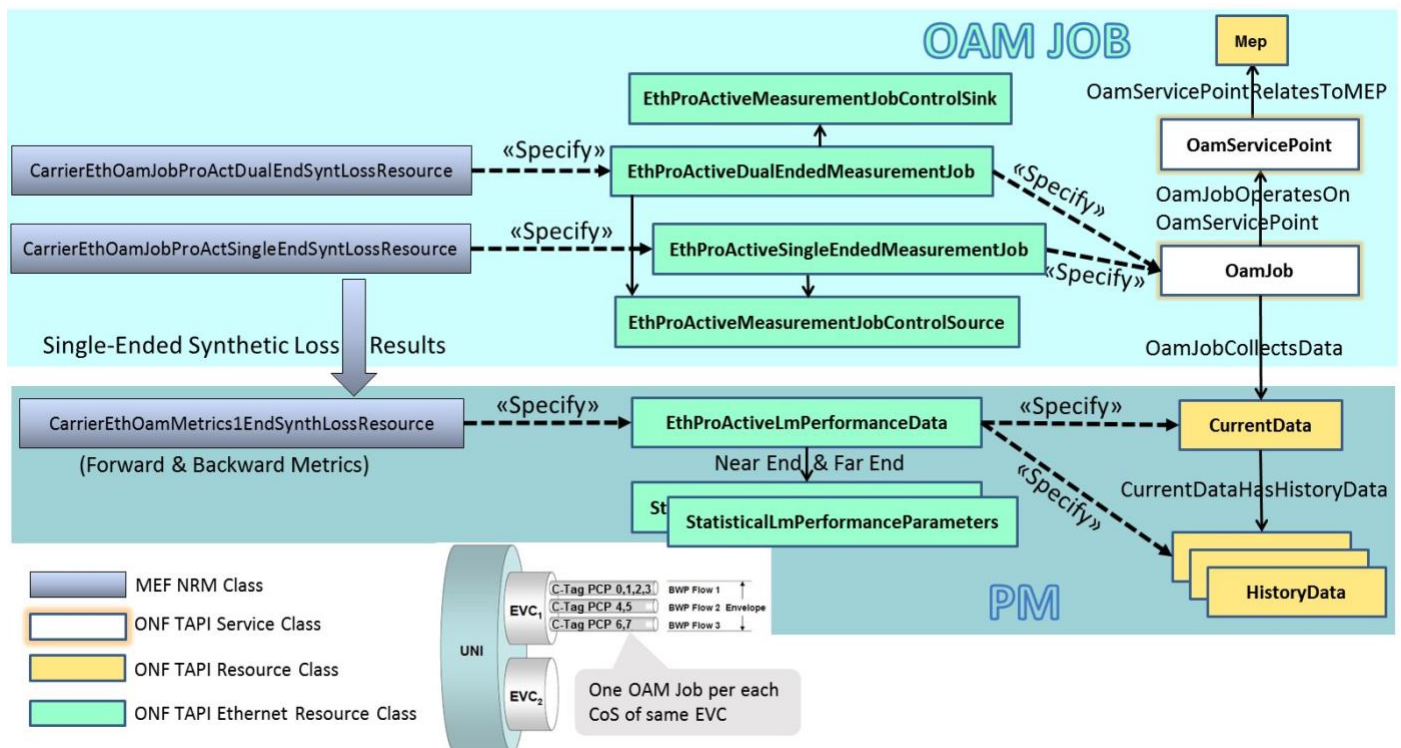 OAM JOB
Mep
OamServicePointRelatesToMEP
EthProActiveMeasurementJobControlSink
OamServicePoint
CarrierEthOamJobProActDualEndSyntLossResource
«Specify»
EthProActiveDualEndedMeasurementJob
«Specify»
OamJobOperatesOn
OamServicePoint
CarrierEthOamJobProActSingleEndSyntLossResource
«Specify»
EthProActiveSingleEndedMeasurementJob
«Specify»
OamJob
EthProActiveMeasurementJobControlSource
Single-Ended Synthetic Loss Results
OamJobCollectsData
CarrierEthOamMetrics1EndSynthLossResource
«Specify»
EthProActiveLmPerformanceData
«Specify»
CurrentData
(Forward & Backward Metrics)
Near End & Far End
«Specify»
CurrentDataHasHistoryData
St
StatisticalLmPerformanceParameters
HistoryData
PM
MEF NRM Class
ONF TAPI Service Class
ONF TAPI Resource Class
ONF TAPI Ethernet Resource Class
UNI
EVC1
C-Tag PCP 0,1,2,3
BWP Flow 1
C-Tag PCP 4,5
BWP Flow 2
Envelope
C-Tag PCP 6,7
BWP Flow 3
EVC2
One OAM Job per each
CoS of same EVC